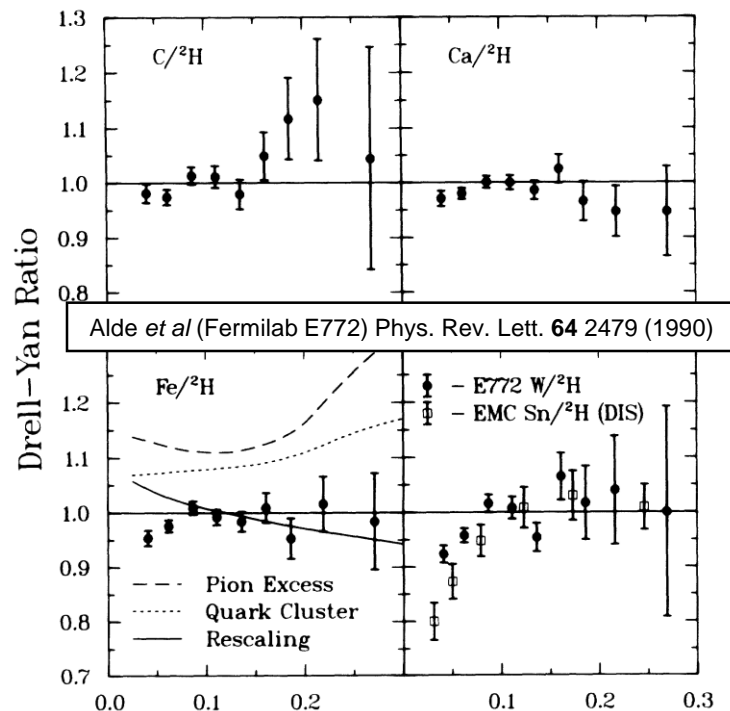 1.3
C/²H
Ca/²H
1.2
1.1
1.0
0.9
0.8
Drell-Yan Ratio
Alde et al (Fermilab E772) Phys. Rev. Lett. 64 2479 (1990)
Fe/²H
– E772 W/²H
– EMC Sn/²H (DIS)
1.2
1.1
1.0
0.9
0.8
0.7
Pion Excess
Quark Cluster
Rescaling
0.0 0.1 0.2 0.1 0.2 0.3